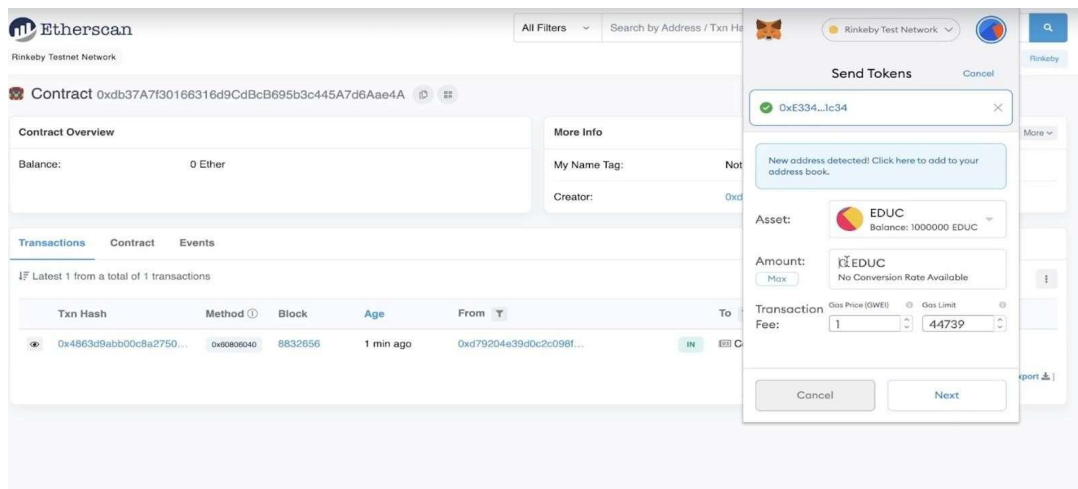 Etherscan
All Filters
Search by Address / Txn Ha
Rinkeby Testnet Network
Rinkeby
Contract 0xdb37A7f30166316d9CdBcB695b3c445A7d6Aae4A
Contract Overview
Balance: 0 Ether
More Info
More
My Name Tag: Not
Creator: 0xd
Transactions Contract Events
Latest 1 from a total of 1 transactions
Txn Hash Method Block Age From To
0x4863d9abb00c8a2750... 0x60806040 8832656 1 min ago 0xd79204e39d0c2c098f... IN C
xport ]
Rinkeby Test Network
Send Tokens Cancel
0xE334...1c34
New address detected! Click here to add to your
address book.
Asset: EDUC
Balance: 1000000 EDUC
Amount: EDUC
Max No Conversion Rate Available
Transaction
Fee:
Gas Price (GWEI) Gas Limit
1 44739
Cancel Next